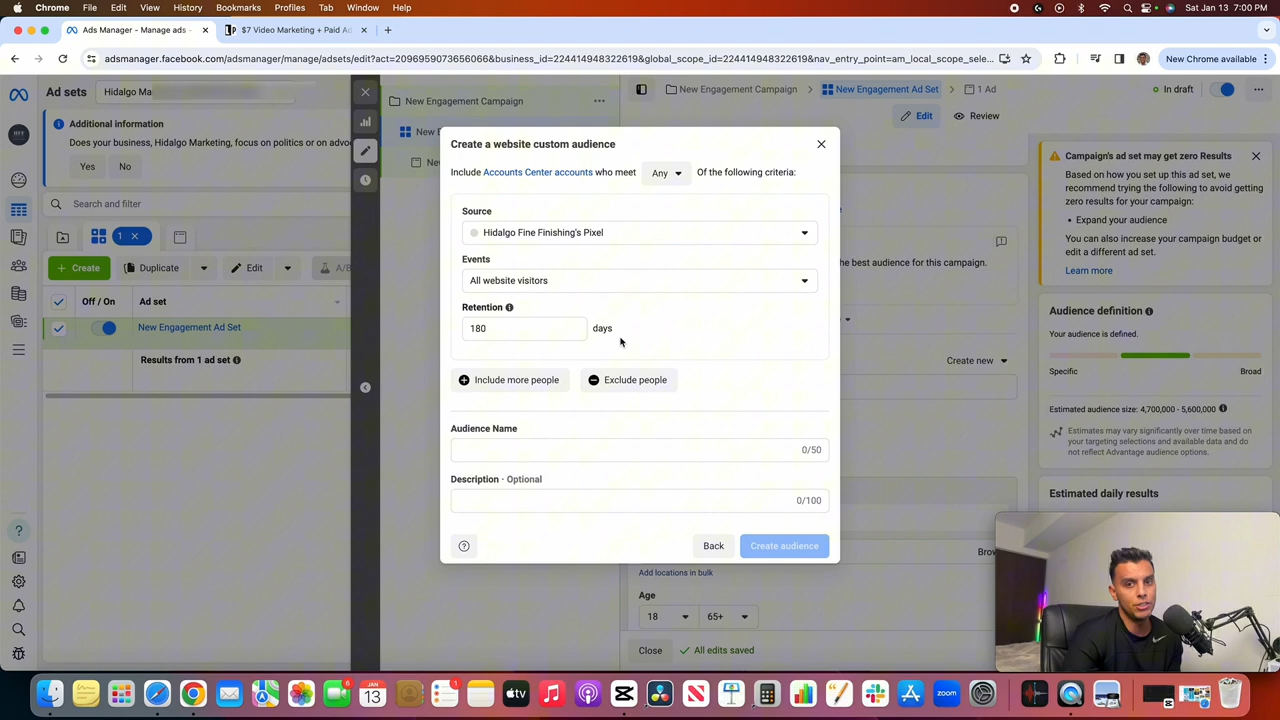 Chrome File Edit View History Bookmarks Profiles Tab Window Help
Sat Jan 13 7:00 PM
Ads Manager - Manage ads -
$7 Video Marketing + Paid Ad
adsmanager.facebook.com/adsmanager/manage/adsets/edit?act=2096959073656066&business_id=224414948322619&global_scope_id=224414948322619&nav_entry_point=am_local_scope_sele...
New Chrome available
Ad sets
Hidalgo Ma
Additional information
Does your business, Hidalgo Marketing, focus on politics or on advoc
Yes
No
Search and filter
1
+ Create
Duplicate
Edit
A/B
Off / On
Ad set
New Engagement Ad Set
Results from 1 ad set
New Engagement Campaign
New E
New
New Engagement Campaign
New Engagement Ad Set
1 Ad
In draft
Edit
Review
Create a website custom audience
Include Accounts Center accounts who meet Any Of the following criteria:
Source
Hidalgo Fine Finishing's Pixel
Events
All website visitors
Retention
180 days
Include more people
Exclude people
Audience Name
0/50
Description · Optional
0/100
Back
Create audience
he best audience for this campaign.
Create new
Brow
Add locations in bulk
Age
18
65+
Close
All edits saved
Campaign's ad set may get zero Results
Based on how you set up this ad set, we
recommend trying the following to avoid getting
zero results for your campaign:
• Expand your audience
You can also increase your campaign budget or
edit a different ad set.
Learn more
Audience definition
Your audience is defined.
Specific
Broad
Estimated audience size: 4,700,000 - 5,600,000
Estimates may vary significantly over time based on
your targeting selections and available data and do
not reflect Advantage audience options.
Estimated daily results
6
JAN
13
1
tv
zoom